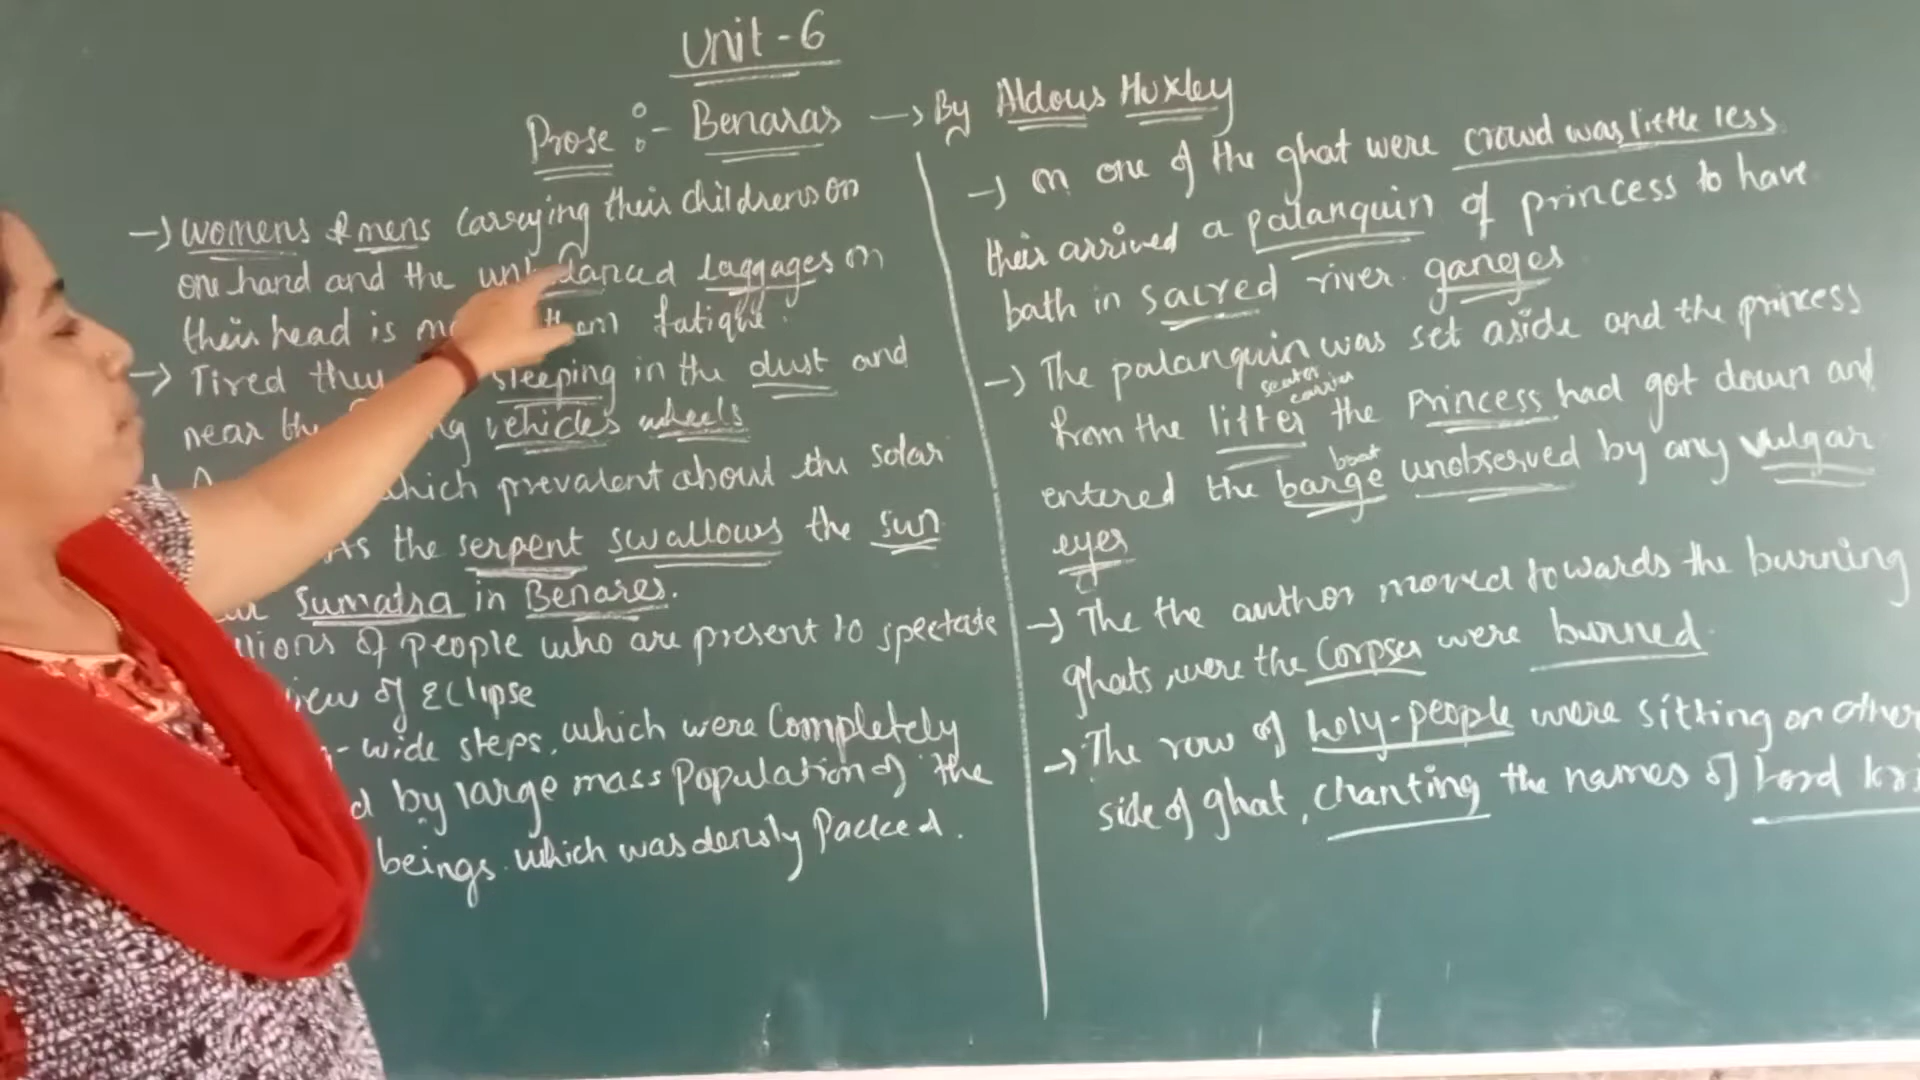 Unit - 6
Prose :- Benaras → By Aldous Huxley
→ womens & mens carrying their childrens on
one hand and the laggages on
their head is them fatique.
→ Tired they sleeping in the dust and
near the vehicles wheels
which prevalent about the solar
As the serpent swallows the sun
Sumatra in Benares.
of people who are present to spectate
of Eclipse
- wide steps, which were completely
by large mass population of the
beings. which was densly packed.
→ on one of the ghat were crowd was little less
their arrived a palanquin of princess to have
bath in sacred river ganges
→ The palanquin was set aside and the princess
seater carrier
from the litter the princess had got down and
boat
entered the barge unobserved by any vulgar
eyes
→ The the author moved towards the burning
ghats, were the corpses were burned.
→ The row of holy-people were sitting on other
side of ghat, chanting the names of Lord